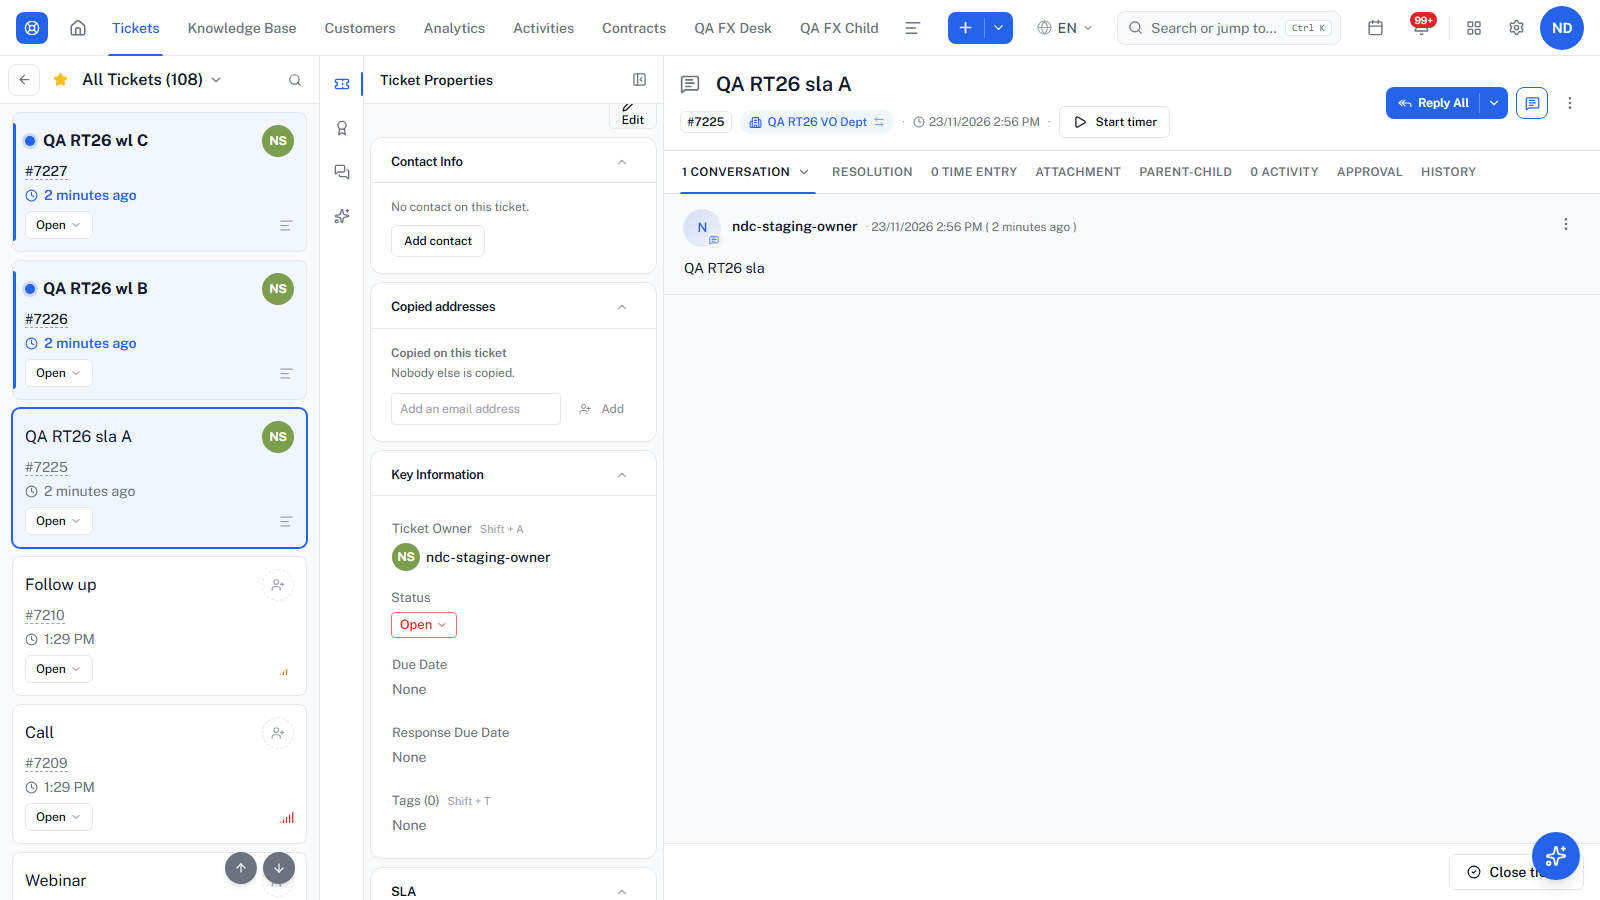 Tickets
Knowledge Base
Customers
Analytics
Activities
Contracts
QA FX Desk
QA FX Child
EN
Search or jump to...
Ctrl K
99+
ND
All Tickets (108)
QA RT26 wl C
NS
#7227
2 minutes ago
Open
QA RT26 wl B
NS
#7226
2 minutes ago
Open
QA RT26 sla A
NS
#7225
2 minutes ago
Open
Follow up
#7210
1:29 PM
Open
Call
#7209
1:29 PM
Open
Webinar
Ticket Properties
Edit
Contact Info
No contact on this ticket.
Add contact
Copied addresses
Copied on this ticket
Nobody else is copied.
Add an email address
Add
Key Information
Ticket Owner Shift + A
NS ndc-staging-owner
Status
Open
Due Date
None
Response Due Date
None
Tags (0) Shift + T
None
SLA
QA RT26 sla A
#7225
QA RT26 VO Dept
· 23/11/2026 2:56 PM ·
Start timer
Reply All
1 CONVERSATION
RESOLUTION
0 TIME ENTRY
ATTACHMENT
PARENT-CHILD
0 ACTIVITY
APPROVAL
HISTORY
N
ndc-staging-owner · 23/11/2026 2:56 PM ( 2 minutes ago )
QA RT26 sla
Close